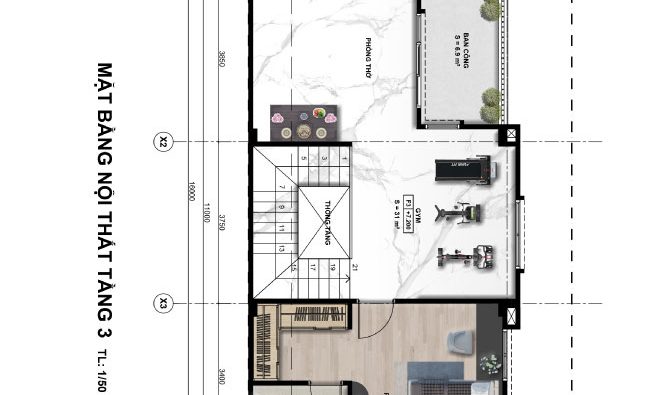 MẶT BẰNG NỘI THẤT TẦNG 3 TL: 1/50
16000
11000
3850
3750
3400
X2
X3
PHÒNG THỜ
BAN CÔNG
S = 6.9 m²
GYM
F3 +7.200
S = 31 m²
THÔNG TẦNG
1
3
5
7
9
11
13
15
17
19
21